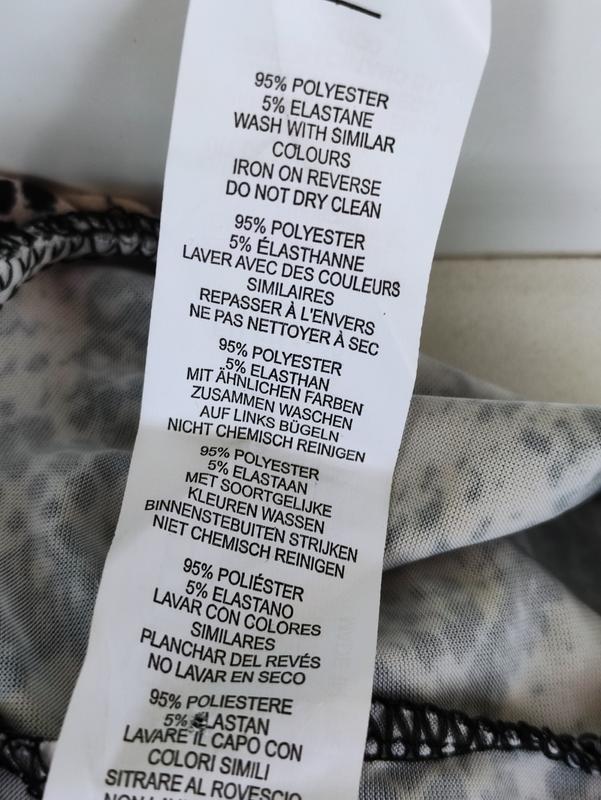 95% POLYESTER
5% ELASTANE
WASH WITH SIMILAR
COLOURS
IRON ON REVERSE
DO NOT DRY CLEAN
95% POLYESTER
5% ÉLASTHANNE
LAVER AVEC DES COULEURS
SIMILAIRES
REPASSER À L'ENVERS
NE PAS NETTOYER À SEC
95% POLYESTER
5% ELASTHAN
MIT ÄHNLICHEN FARBEN
ZUSAMMEN WASCHEN
AUF LINKS BÜGELN
NICHT CHEMISCH REINIGEN
95% POLYESTER
5% ELASTAAN
MET SOORTGELIJKE
KLEUREN WASSEN
BINNENSTEBUITEN STRIJKEN
NIET CHEMISCH REINIGEN
95% POLIÉSTER
5% ELASTANO
LAVAR CON COLORES
SIMILARES
PLANCHAR DEL REVÉS
NO LAVAR EN SECO
95% POLIESTERE
5% ELASTAN
LAVARE IL CAPO CON
COLORI SIMILI
SITRARE AL ROVESCIO